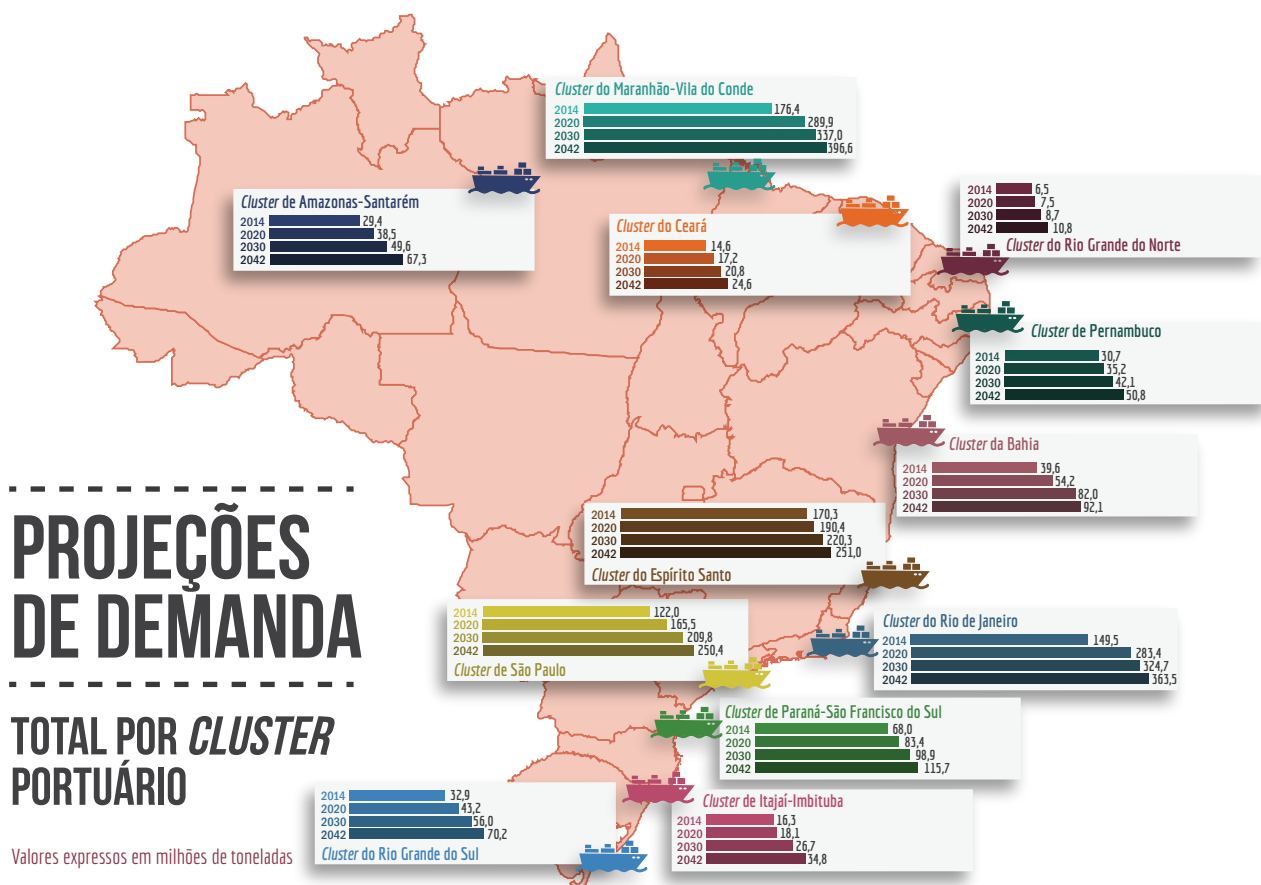 Cluster do Maranhão-Vila do Conde
2014 176,4
2020 289,9
2030 337,0
2042 396,6
Cluster de Amazonas-Santarém
2014 29,4
2020 38,5
2030 49,6
2042 67,3
Cluster do Ceará
2014 14,6
2020 17,2
2030 20,8
2042 24,6
2014 6,5
2020 7,5
2030 8,7
2042 10,8
Cluster do Rio Grande do Norte
Cluster de Pernambuco
2014 30,7
2020 35,2
2030 42,1
2042 50,8
Cluster da Bahia
2014 39,6
2020 54,2
2030 82,0
2042 92,1
2014 170,3
2020 190,4
2030 220,3
2042 251,0
Cluster do Espírito Santo
2014 122,0
2020 165,5
2030 209,8
2042 250,4
Cluster de São Paulo
Cluster do Rio de Janeiro
2014 149,5
2020 283,4
2030 324,7
2042 363,5
Cluster de Paraná-São Francisco do Sul
2014 68,0
2020 83,4
2030 98,9
2042 115,7
2014 32,9
2020 43,2
2030 56,0
2042 70,2
Cluster do Rio Grande do Sul
Cluster de Itajaí-Imbituba
2014 16,3
2020 18,1
2030 26,7
2042 34,8
PROJEÇÕES
DE DEMANDA
TOTAL POR CLUSTER
PORTUÁRIO
Valores expressos em milhões de toneladas